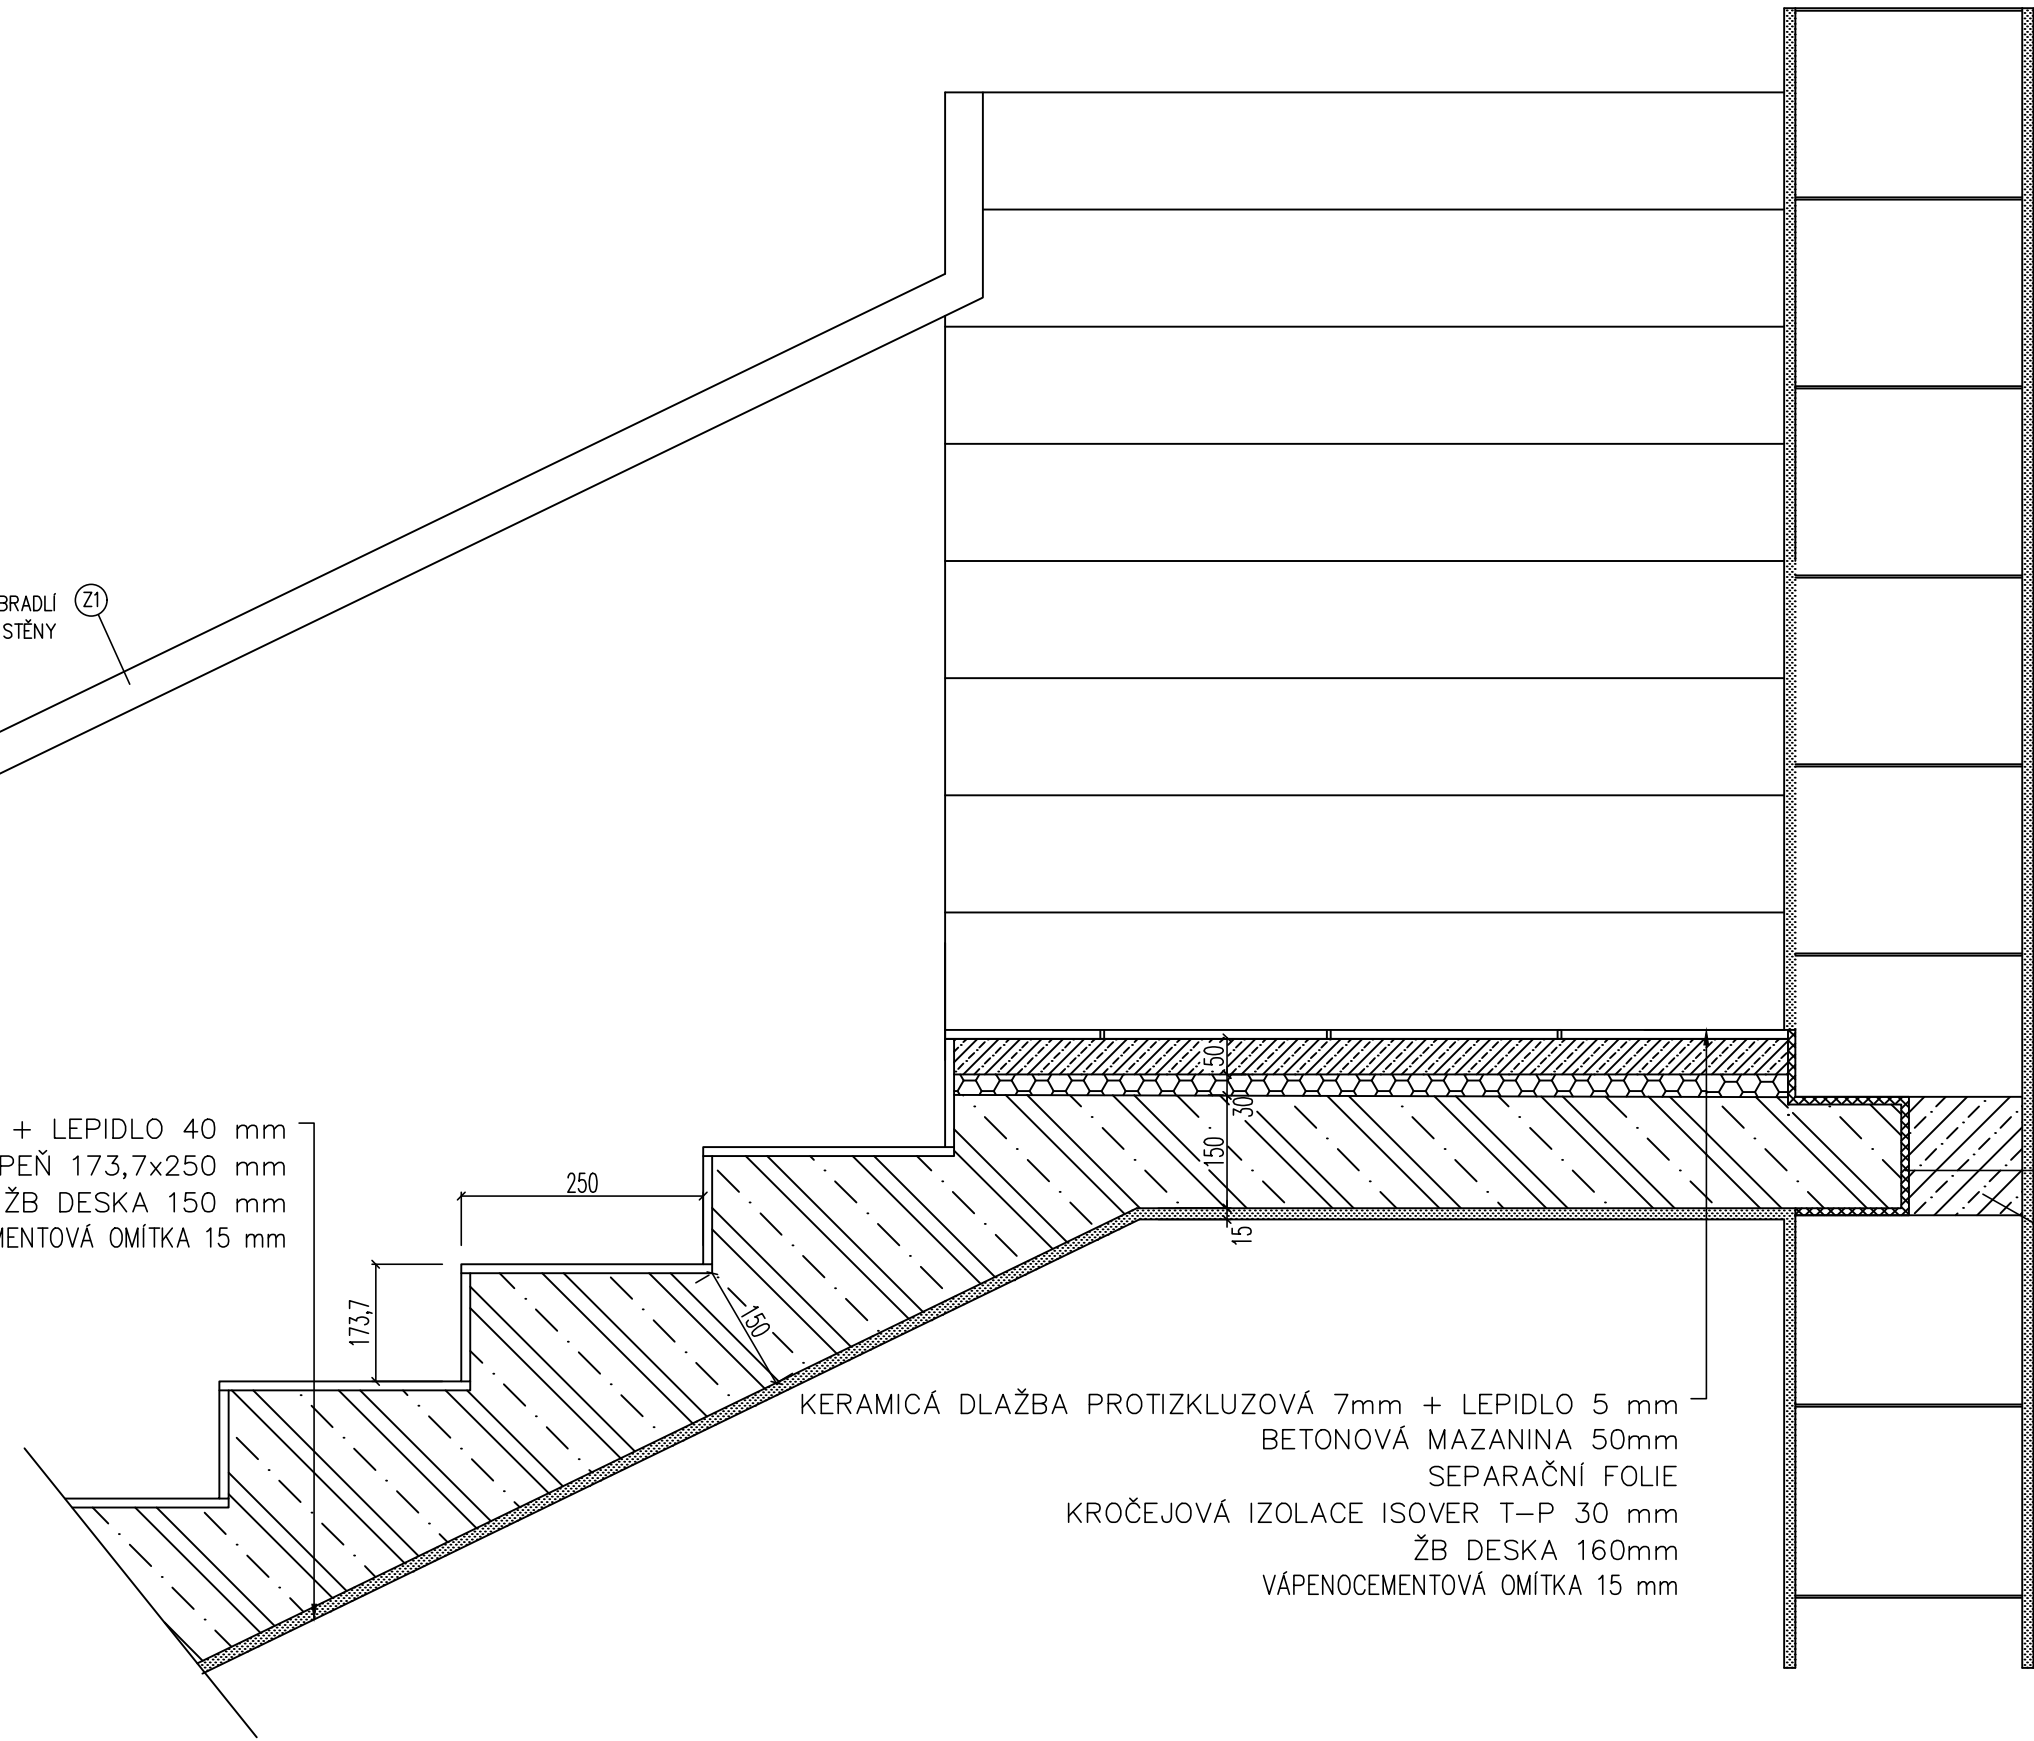 BRADLÍ
Z1
STĚNY
+ LEPIDLO 40 mm
PEŇ 173,7x250 mm
ŽB DESKA 150 mm
MENTOVÁ OMÍTKA 15 mm
250
173,7
150
50
30
150
15
KERAMICÁ DLAŽBA PROTIZKLUZOVÁ 7mm + LEPIDLO 5 mm
BETONOVÁ MAZANINA 50mm
SEPARAČNÍ FOLIE
KROČEJOVÁ IZOLACE ISOVER T-P 30 mm
ŽB DESKA 160mm
VÁPENOCEMENTOVÁ OMÍTKA 15 mm